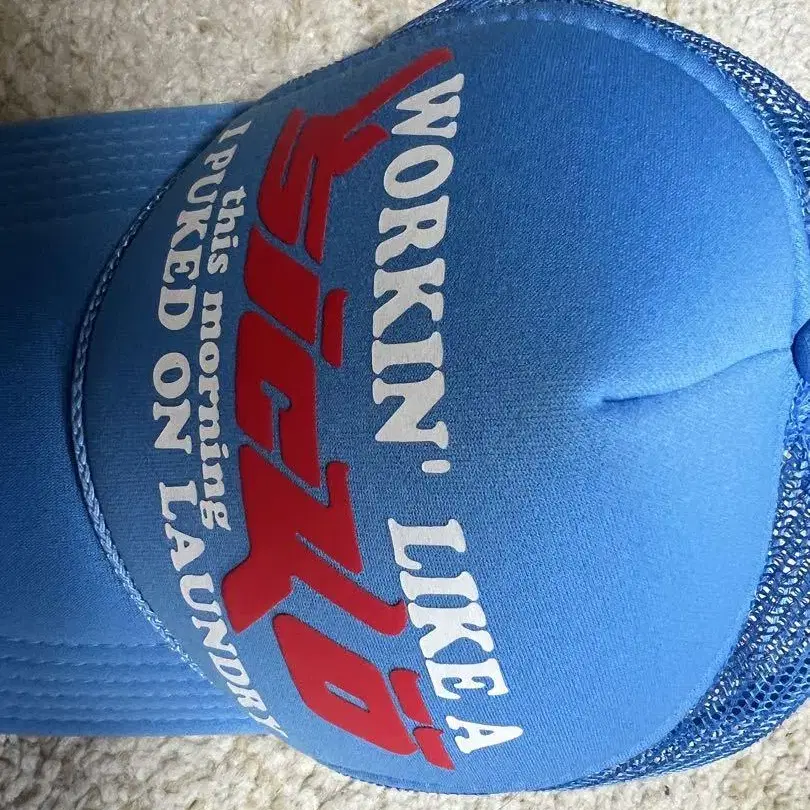 WORKIN' LIKE A
SICKO
this morning
I PUKED ON LAUNDRY